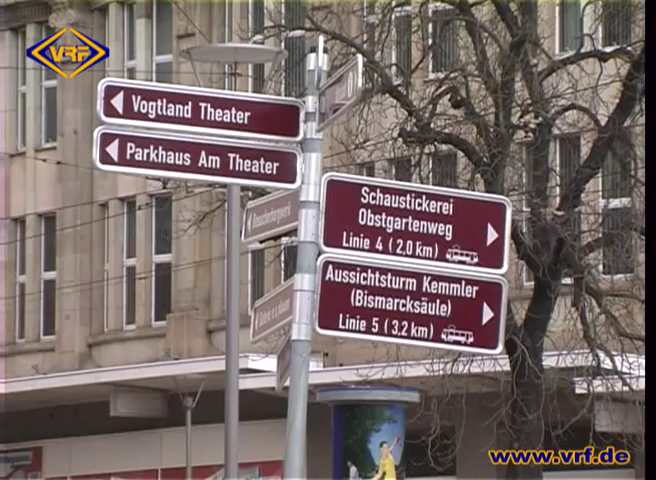 VRF
Vogtland Theater
Parkhaus Am Theater
Schaustickerei
Obstgartenweg
Linie 4 (2,0 km)
Aussichtsturm Kemmler
(Bismarcksäule)
Linie 5 (3,2 km)
www.vrf.de